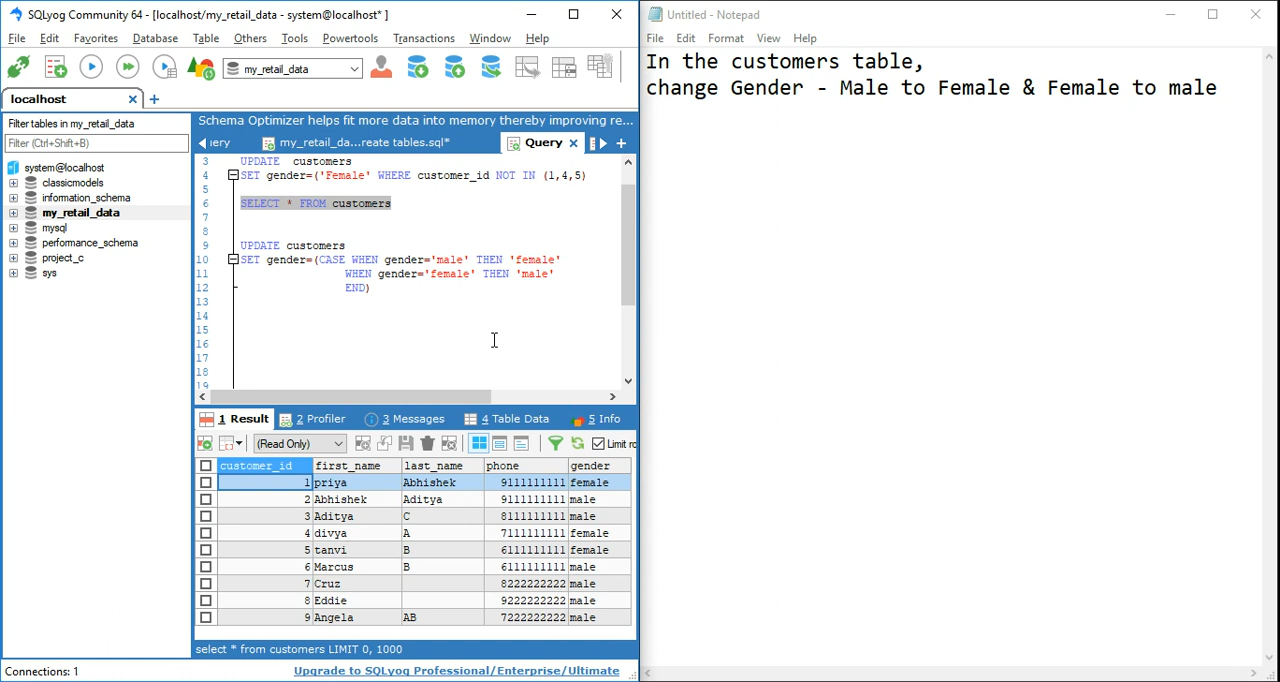 SQLyog Community 64 - [localhost/my_retail_data - system@localhost* ]
File Edit Favorites Database Table Others Tools Powertools Transactions Window Help
my_retail_data
localhost
Filter tables in my_retail_data
Filter (Ctrl+Shift+B)
system@localhost
classicmodels
information_schema
my_retail_data
mysql
performance_schema
project_c
sys
Schema Optimizer helps fit more data into memory thereby improving re...
uery my_retail_da...reate tables.sql* Query
3 UPDATE customers
4 SET gender=('Female' WHERE customer_id NOT IN (1,4,5)
5
6 SELECT * FROM customers
7
8
9 UPDATE customers
10 SET gender=(CASE WHEN gender='male' THEN 'female'
11 WHEN gender='female' THEN 'male'
12 END)
13
14
15
16
17
18
19
1 Result 2 Profiler 3 Messages 4 Table Data 5 Info
(Read Only) Limit ro
customer_id first_name last_name phone gender
1 priya Abhishek 9111111111 female
2 Abhishek Aditya 9111111111 male
3 Aditya C 8111111111 male
4 divya A 7111111111 female
5 tanvi B 6111111111 female
6 Marcus B 6111111111 male
7 Cruz 8222222222 male
8 Eddie 9222222222 male
9 Angela AB 7222222222 male
select * from customers LIMIT 0, 1000
Connections: 1 Upgrade to SQLyog Professional/Enterprise/Ultimate
Untitled - Notepad
File Edit Format View Help
In the customers table,
change Gender - Male to Female & Female to male